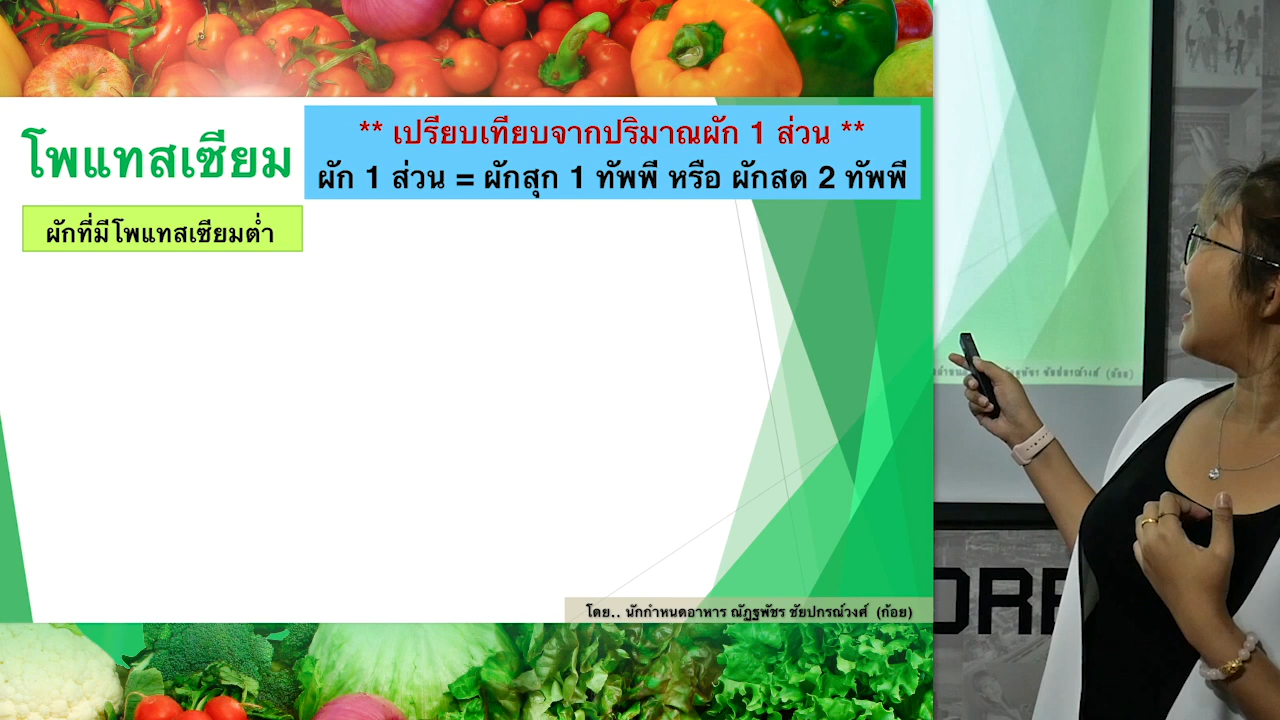 โพแทสเซียม
** เปรียบเทียบจากปริมาณผัก 1 ส่วน **
ผัก 1 ส่วน = ผักสุก 1 ทัพพี หรือ ผักสด 2 ทัพพี
ผักที่มีโพแทสเซียมต่ำ
โดย.. นักกำหนดอาหาร ณัฏฐพัชร ชัยปกรณ์วงศ์ (ก้อย)